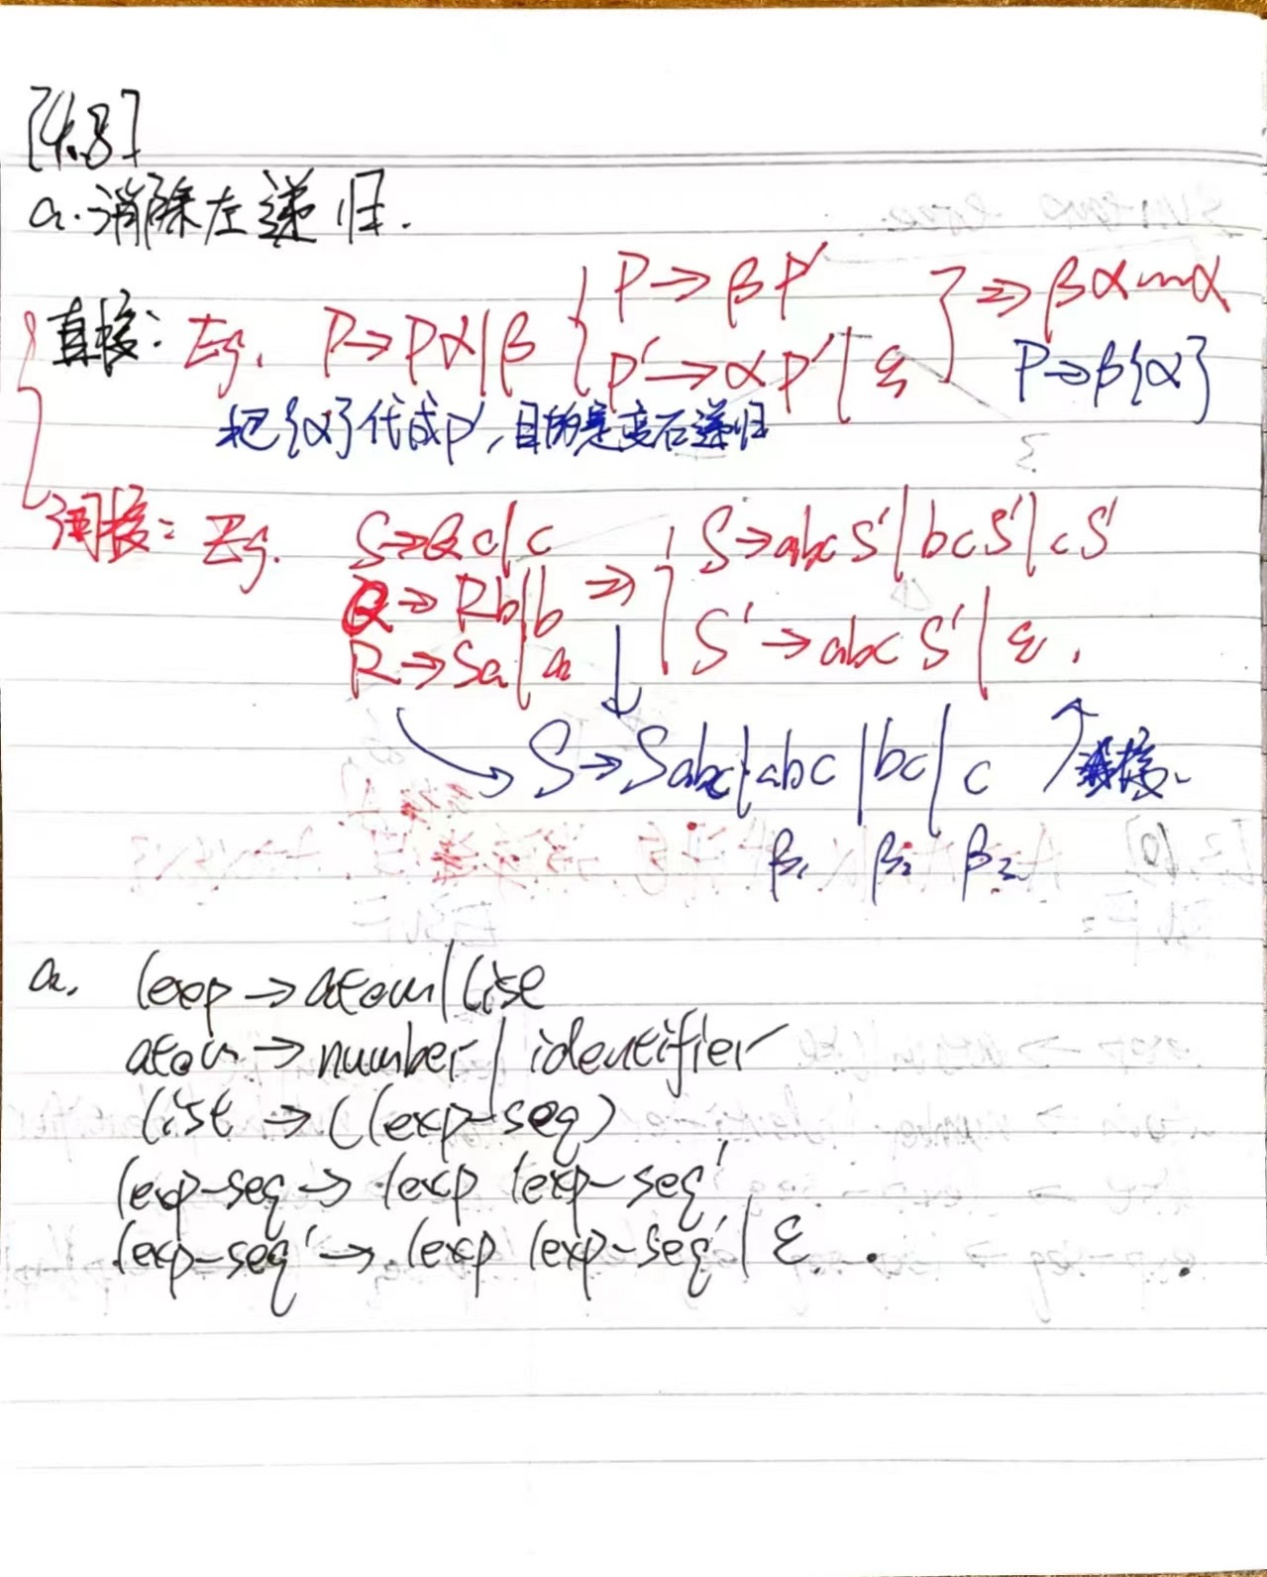 [4.8]
a. 消除左递归.
直接: Eg. P→Pα|β { P→βP' } ⇒ βα~α
P'→αP'|ε P→β{α}
把{α}代成P', 目的是变右递归
间接: Eg. S→Qc|c ⇒ { S→abcS'|bcS'|cS'
Q→Rb|b
R→Sa|a S'→abcS'|ε.
S→Sabc|abc|bc|c ↑直接.
β₁ β₂ β₃
a. lexp→atom|list
atom→number|identifier
list→(lexp-seq)
lexp-seq→lexp lexp-seq'
lexp-seq'→lexp lexp-seq'|ε.